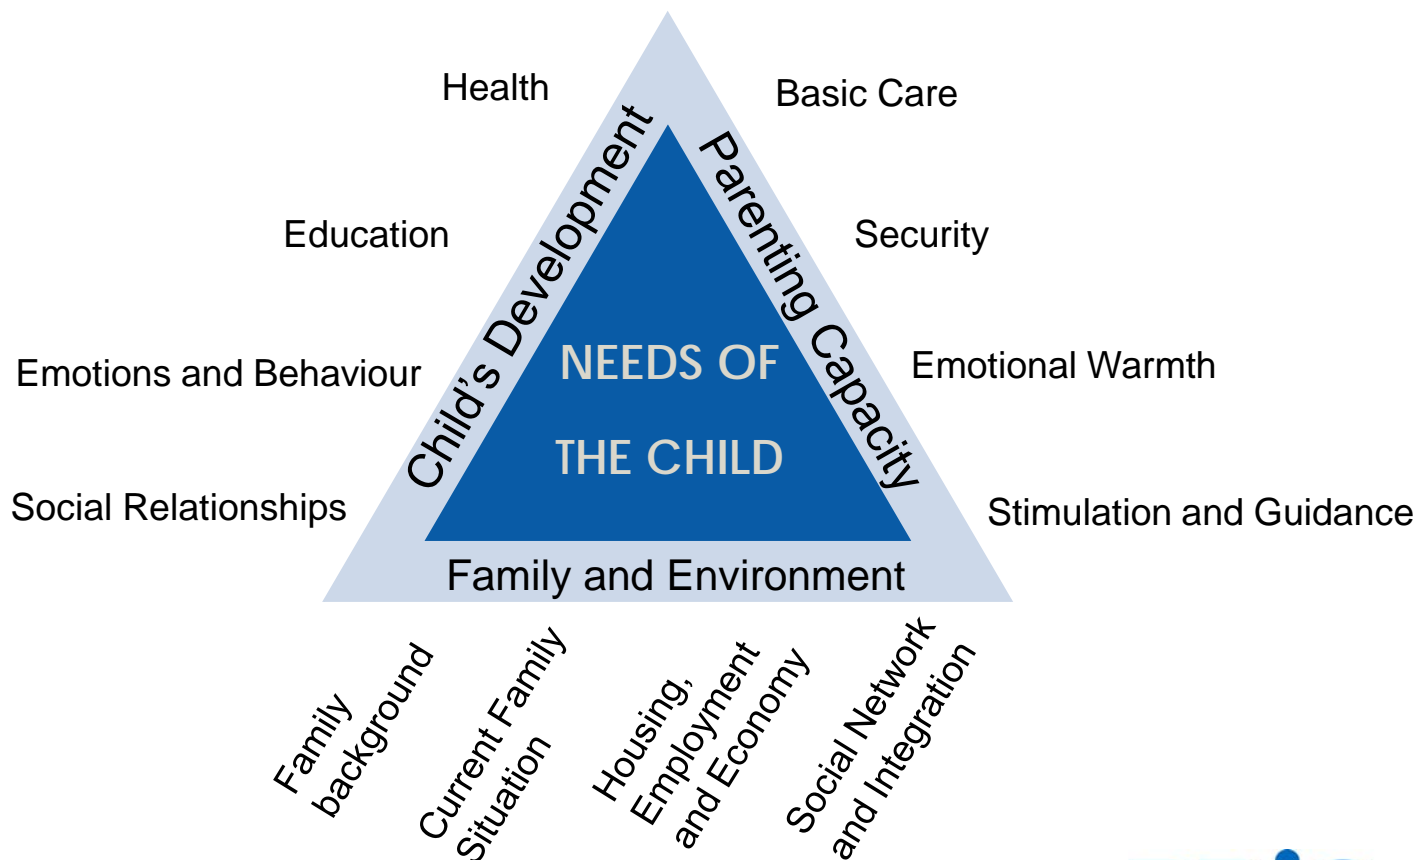 Health
Basic Care
Education
Security
Emotions and Behaviour
Emotional Warmth
Social Relationships
Stimulation and Guidance
Child's Development
Parenting Capacity
NEEDS OF
THE CHILD
Family and Environment
Family
background
Current Family
Situation
Housing,
Employment
and Economy
Social Network
and Integration